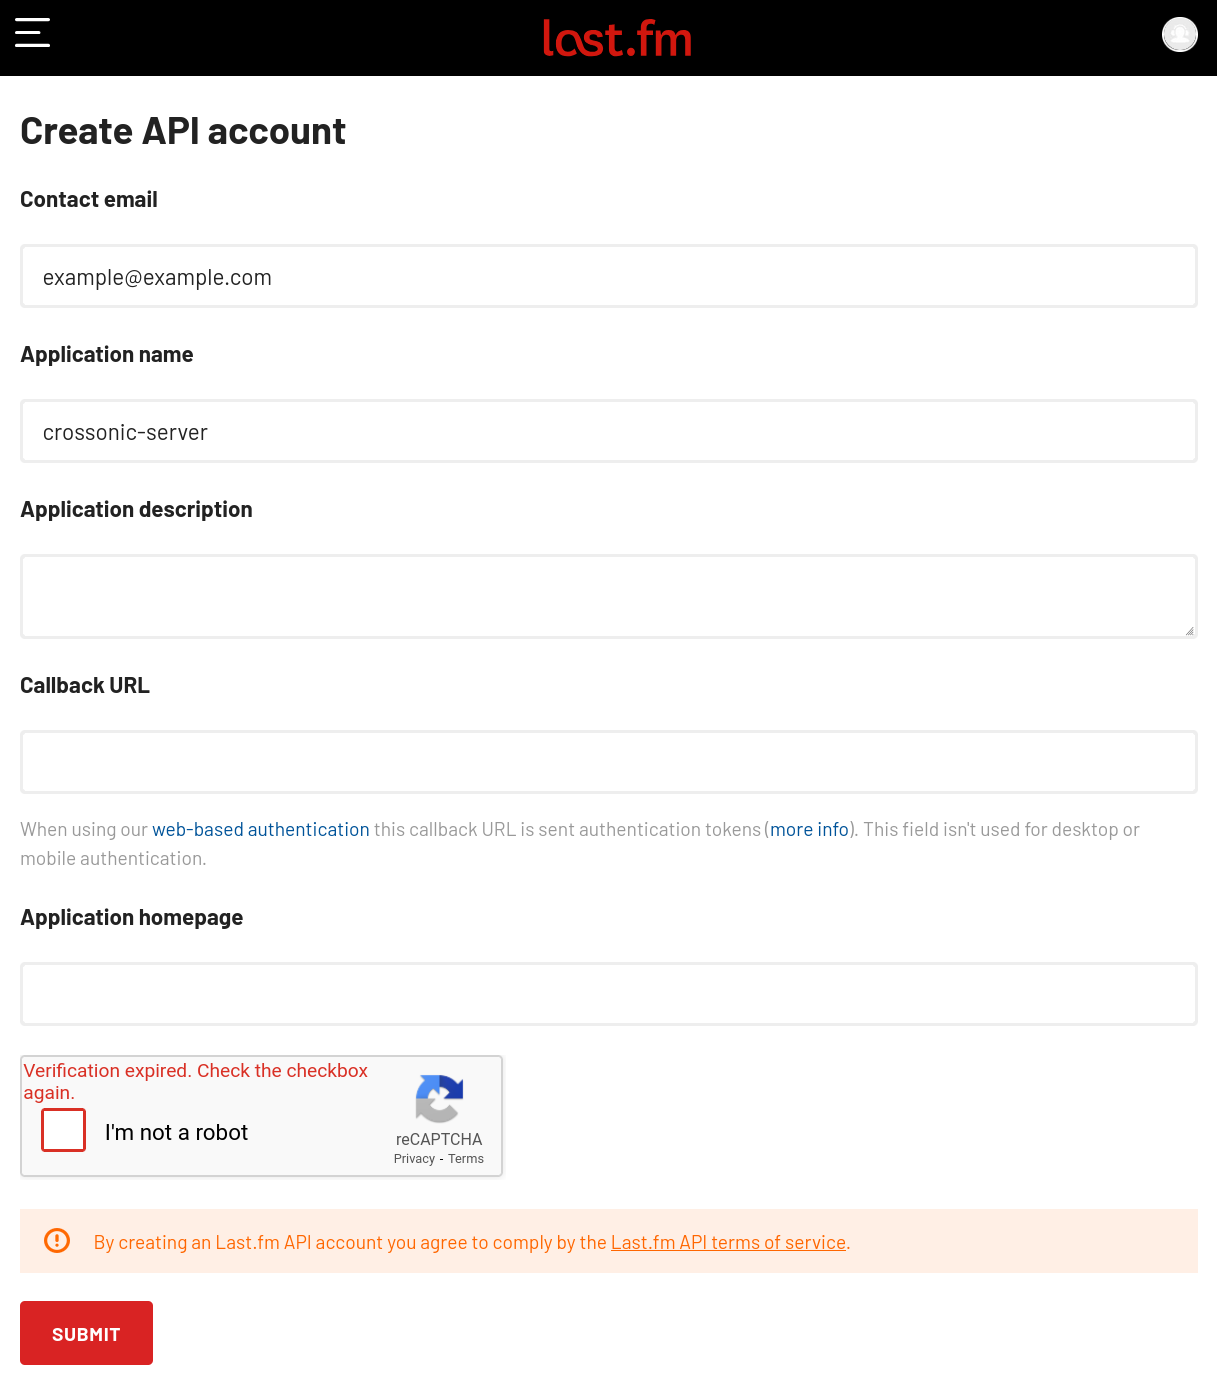 last.fm
Create API account
Contact email
example@example.com
Application name
crossonic-server
Application description
Callback URL
When using our web-based authentication this callback URL is sent authentication tokens (more info). This field isn't used for desktop or
mobile authentication.
Application homepage
Verification expired. Check the checkbox
again.
I'm not a robot
reCAPTCHA
Privacy - Terms
By creating an Last.fm API account you agree to comply by the Last.fm API terms of service.
SUBMIT